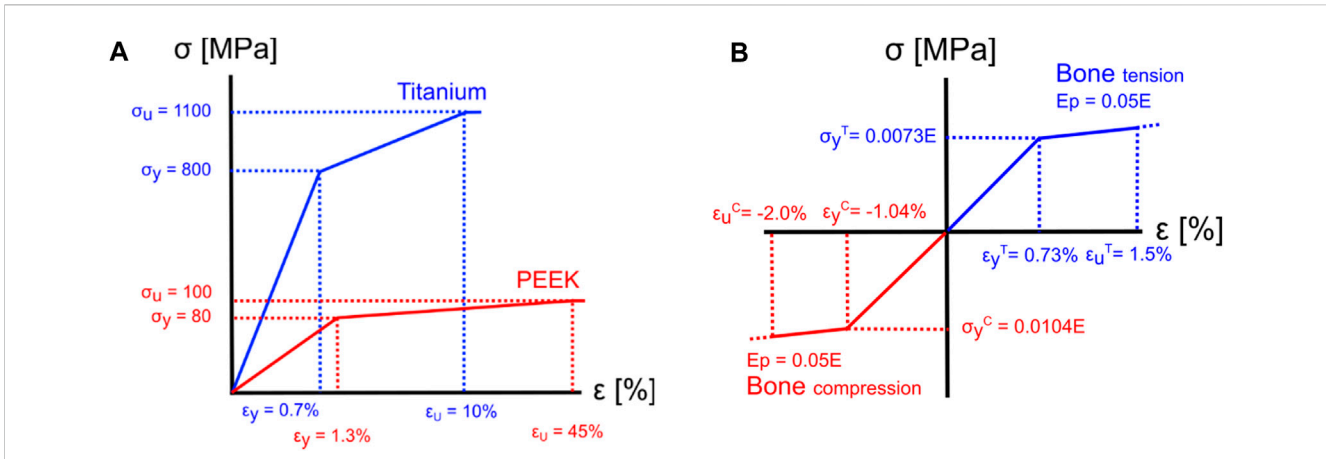 A
σ [MPa]
Titanium
σu = 1100
σy = 800
PEEK
σu = 100
σy = 80
ε [%]
εy = 0.7%
εU = 10%
εy = 1.3%
εU = 45%
B
σ [MPa]
Bone tension
Ep = 0.05E
σyT= 0.0073E
εuC= -2.0%
εyC= -1.04%
ε [%]
εyT= 0.73%
εuT= 1.5%
σyC = 0.0104E
Ep = 0.05E
Bone compression